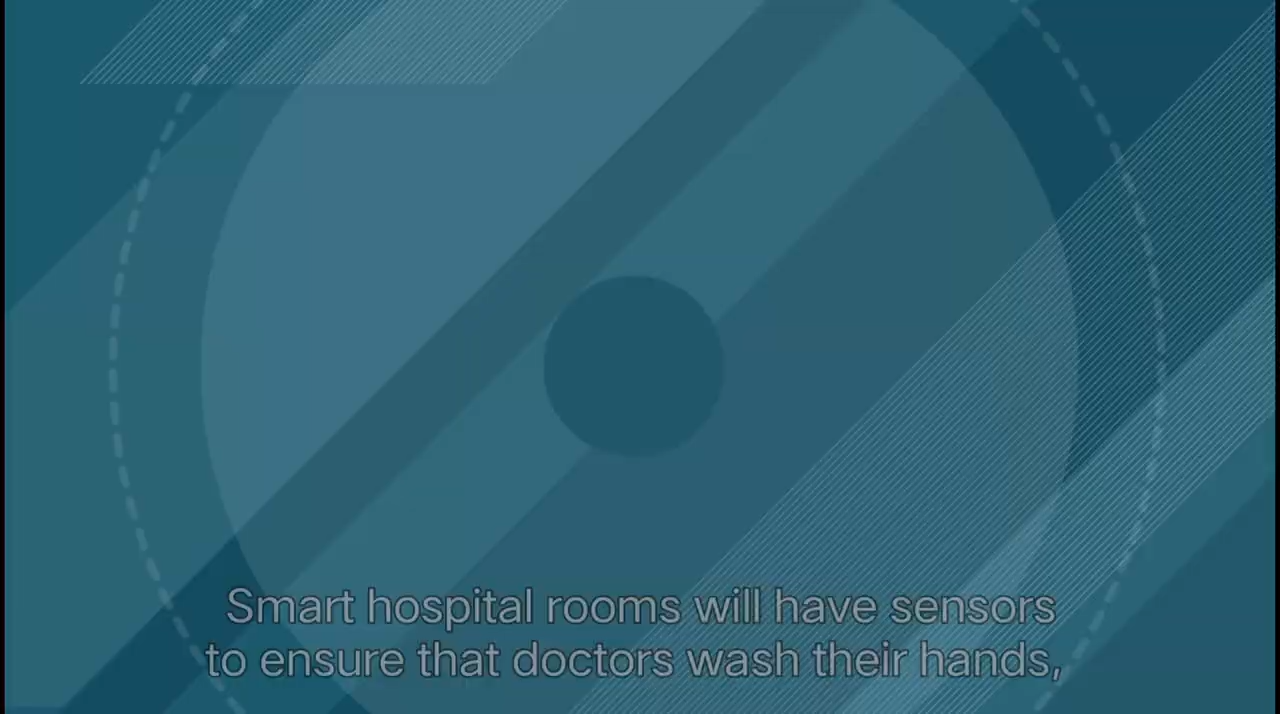 Smart hospital rooms will have sensors
to ensure that doctors wash their hands,